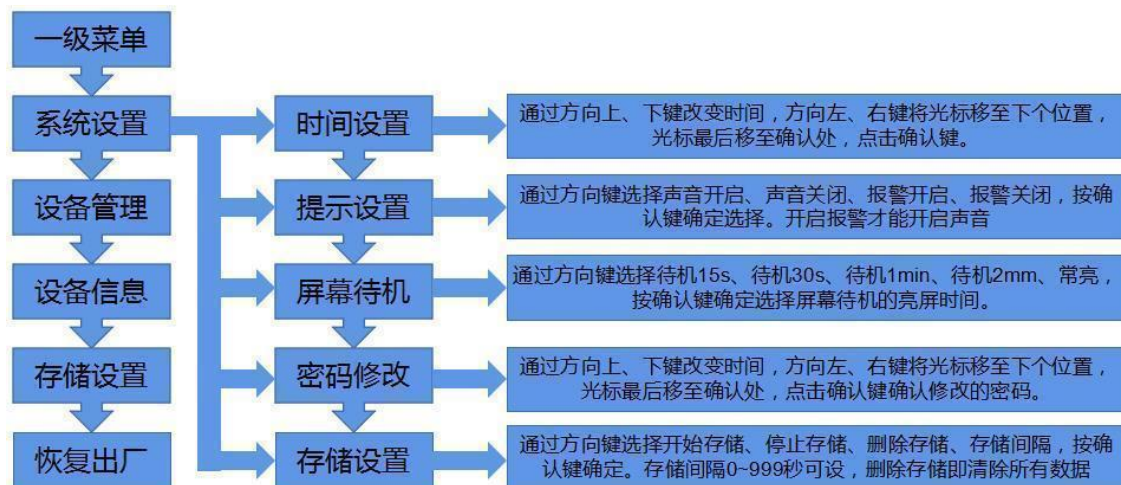 一级菜单
系统设置
时间设置
通过方向上、下键改变时间，方向左、右键将光标移至下个位置，
光标最后移至确认处，点击确认键。
设备管理
提示设置
通过方向键选择声音开启、声音关闭、报警开启、报警关闭，按确
认键确定选择。开启报警才能开启声音
设备信息
屏幕待机
通过方向键选择待机15s、待机30s、待机1min、待机2mm、常亮，
按确认键确定选择屏幕待机的亮屏时间。
存储设置
密码修改
通过方向上、下键改变时间，方向左、右键将光标移至下个位置，
光标最后移至确认处，点击确认键确认修改的密码。
恢复出厂
存储设置
通过方向键选择开始存储、停止存储、删除存储、存储间隔，按确
认键确定。存储间隔0~999秒可设，删除存储即清除所有数据